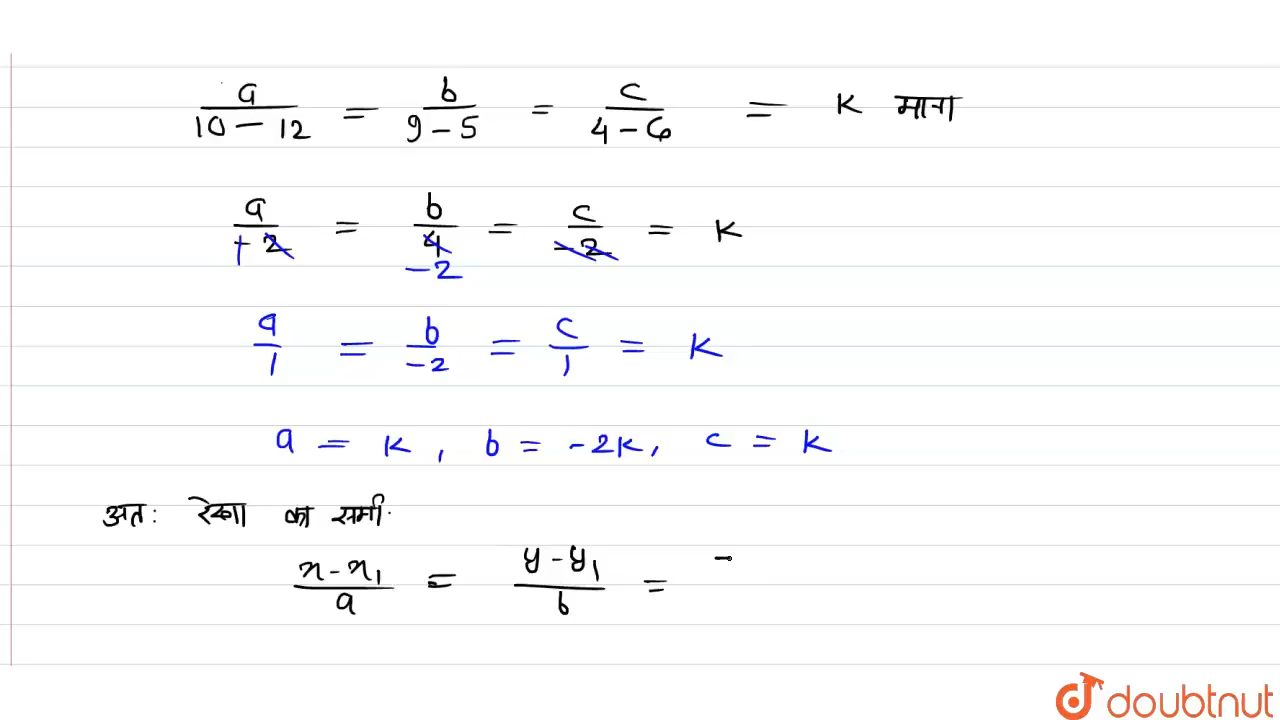 a/(10 − 12) = b/(9 − 5) = c/(4 − 6) = K माना
a/+2 = b/4 = c/−2 = K
−2
a/1 = b/−2 = c/1 = K
a = K, b = −2K, c = K
अतः रेखा का समी.
(x − x₁)/a = (y − y₁)/b =
doubtnut